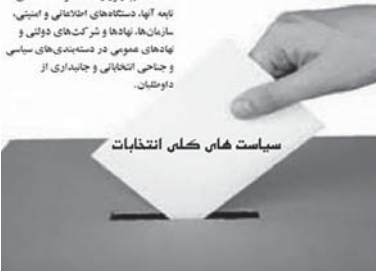 تابعه آنها، دستگاه‌های اطلاعاتی و امنیتی،
سازمان‌ها، نهادها و شرکت‌های دولتی و
نهادهای عمومی در دسته‌بندی‌های سیاسی
و جناحی انتخاباتی و جانبداری از
داوطلبان.
سیاست های کلی انتخابات